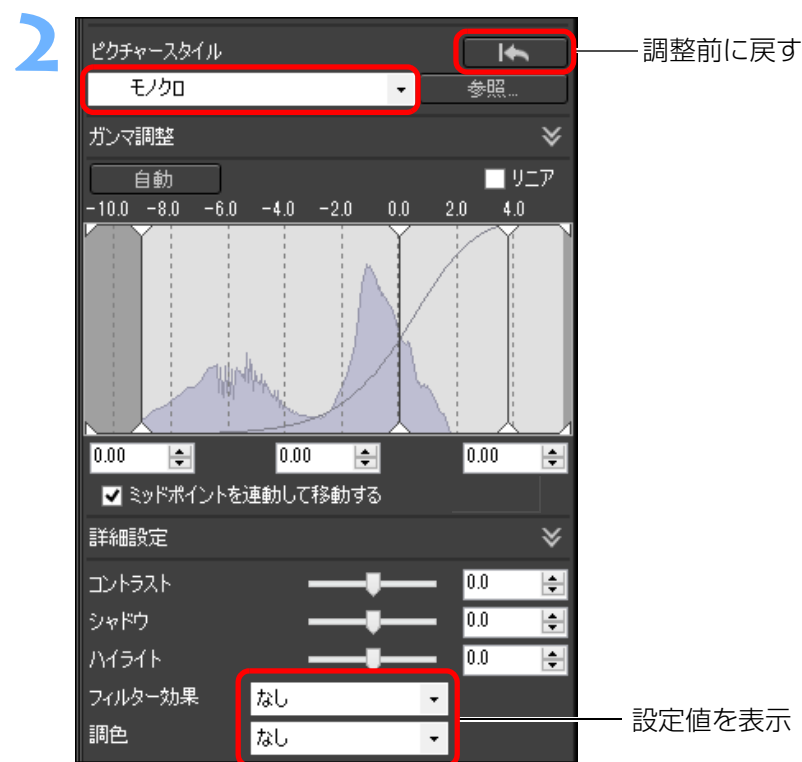 2
ピクチャースタイル
調整前に戻す
モノクロ
参照...
ガンマ調整
自動
リニア
-10.0 -8.0 -6.0 -4.0 -2.0 0.0 2.0 4.0
0.00 0.00 0.00
ミッドポイントを連動して移動する
詳細設定
コントラスト 0.0
シャドウ 0.0
ハイライト 0.0
フィルター効果 なし
設定値を表示
調色 なし